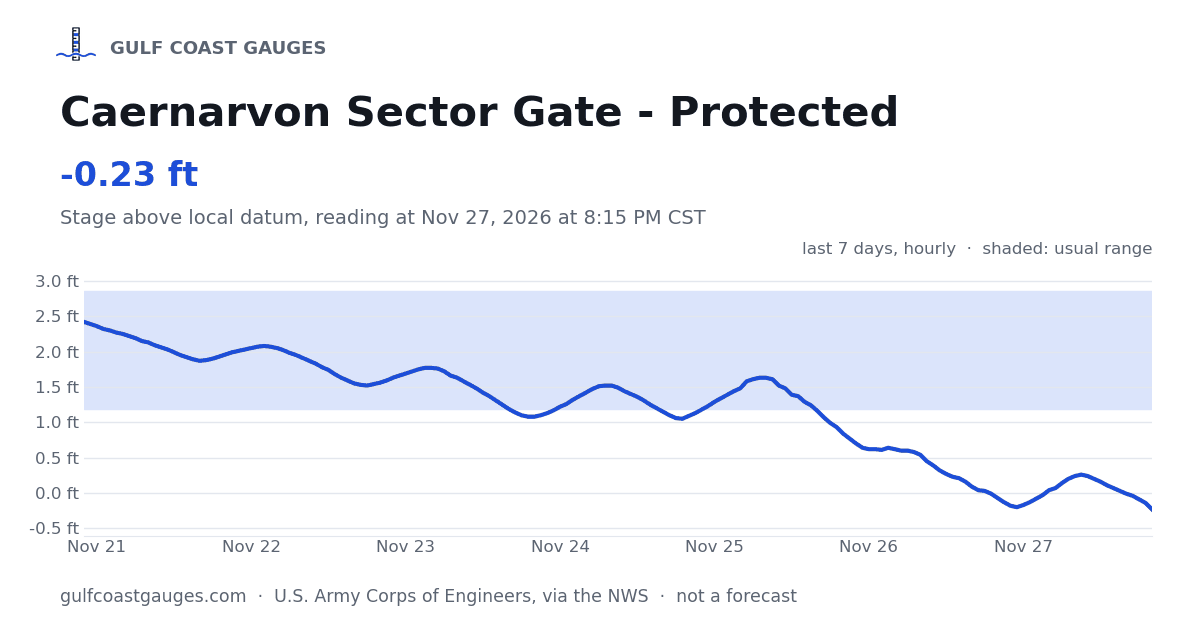 GULF COAST GAUGES
Caernarvon Sector Gate - Protected
-0.23 ft
Stage above local datum, reading at Nov 27, 2026 at 8:15 PM CST
last 7 days, hourly · shaded: usual range
3.0 ft
2.5 ft
2.0 ft
1.5 ft
1.0 ft
0.5 ft
0.0 ft
-0.5 ft
Nov 21 Nov 22 Nov 23 Nov 24 Nov 25 Nov 26 Nov 27
gulfcoastgauges.com · U.S. Army Corps of Engineers, via the NWS · not a forecast